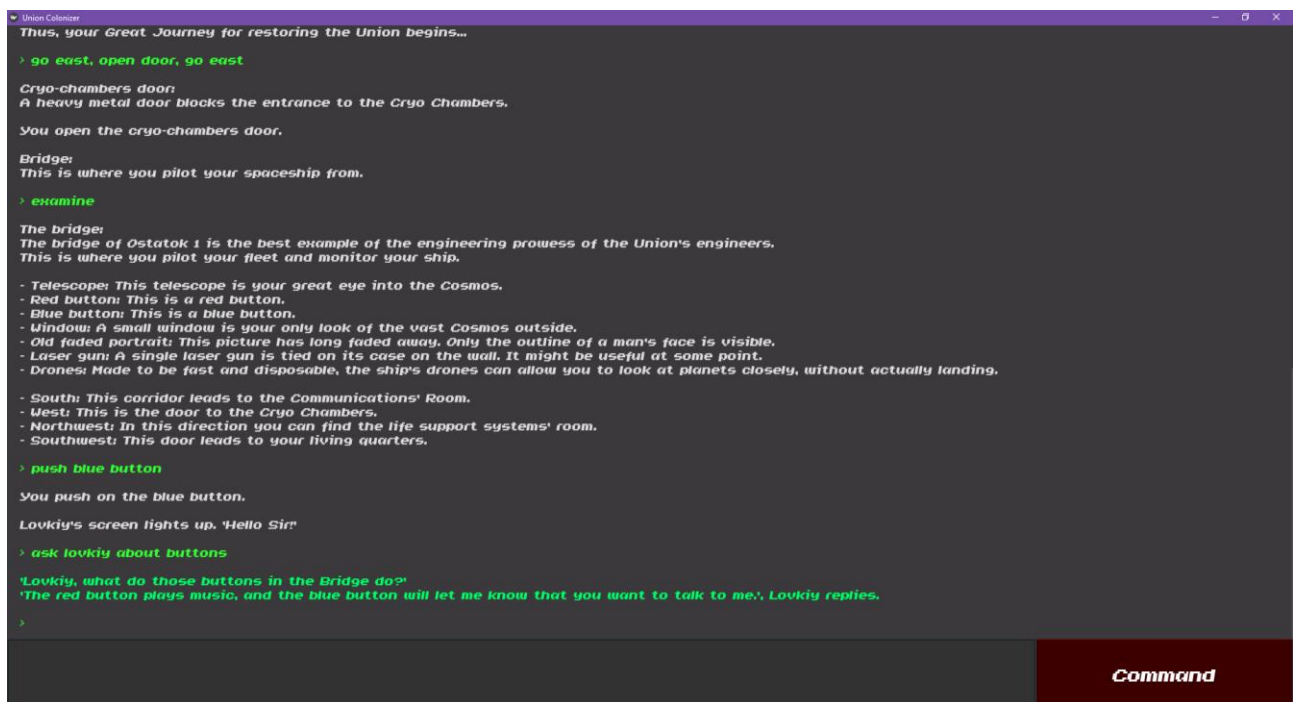 Union Colonizer
Thus, your Great Journey for restoring the Union begins...
> go east, open door, go east
Cryo-chambers door:
A heavy metal door blocks the entrance to the Cryo Chambers.
You open the cryo-chambers door.
Bridge:
This is where you pilot your spaceship from.
> examine
The bridge:
The bridge of Ostatok 1 is the best example of the engineering prowess of the Union's engineers.
This is where you pilot your fleet and monitor your ship.
- Telescope: This telescope is your great eye into the Cosmos.
- Red button: This is a red button.
- Blue button: This is a blue button.
- Window: A small window is your only look of the vast Cosmos outside.
- Old faded portrait: This picture has long faded away. Only the outline of a man's face is visible.
- Laser gun: A single laser gun is tied on its case on the wall. It might be useful at some point.
- Drones: Made to be fast and disposable, the ship's drones can allow you to look at planets closely, without actually landing.
- South: This corridor leads to the Communications' Room.
- West: This is the door to the Cryo Chambers.
- Northwest: In this direction you can find the life support systems' room.
- Southwest: This door leads to your living quarters.
> push blue button
You push on the blue button.
Lovkiy's screen lights up. 'Hello Sir!'
> ask lovkiy about buttons
'Lovkiy, what do those buttons in the Bridge do?'
'The red button plays music, and the blue button will let me know that you want to talk to me.', Lovkiy replies.
>
Command